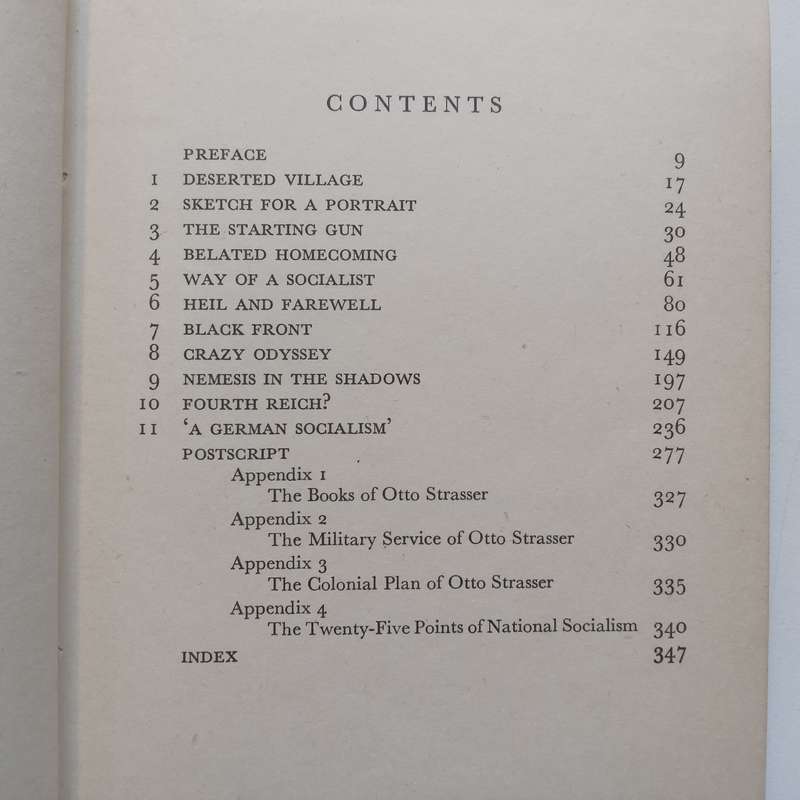 CONTENTS
PREFACE 9
1 DESERTED VILLAGE 17
2 SKETCH FOR A PORTRAIT 24
3 THE STARTING GUN 30
4 BELATED HOMECOMING 48
5 WAY OF A SOCIALIST 61
6 HEIL AND FAREWELL 80
7 BLACK FRONT 116
8 CRAZY ODYSSEY 149
9 NEMESIS IN THE SHADOWS 197
10 FOURTH REICH? 207
11 ‘A GERMAN SOCIALISM’ 236
POSTSCRIPT 277
Appendix 1
The Books of Otto Strasser 327
Appendix 2
The Military Service of Otto Strasser 330
Appendix 3
The Colonial Plan of Otto Strasser 335
Appendix 4
The Twenty-Five Points of National Socialism 340
INDEX 347